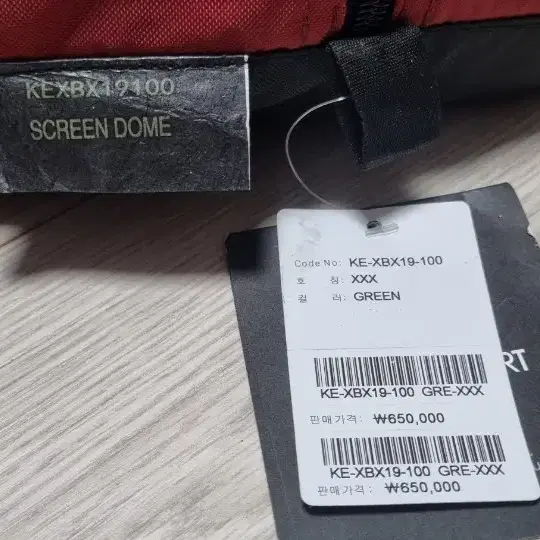 KEXBX19100
SCREEN DOME
Code No: KE-XBX19-100
호 칭: XXX
컬 러: GREEN
KE-XBX19-100 GRE-XXX
판매가격: ₩650,000
KE-XBX19-100 GRE-XXX
판매가격: ₩650,000